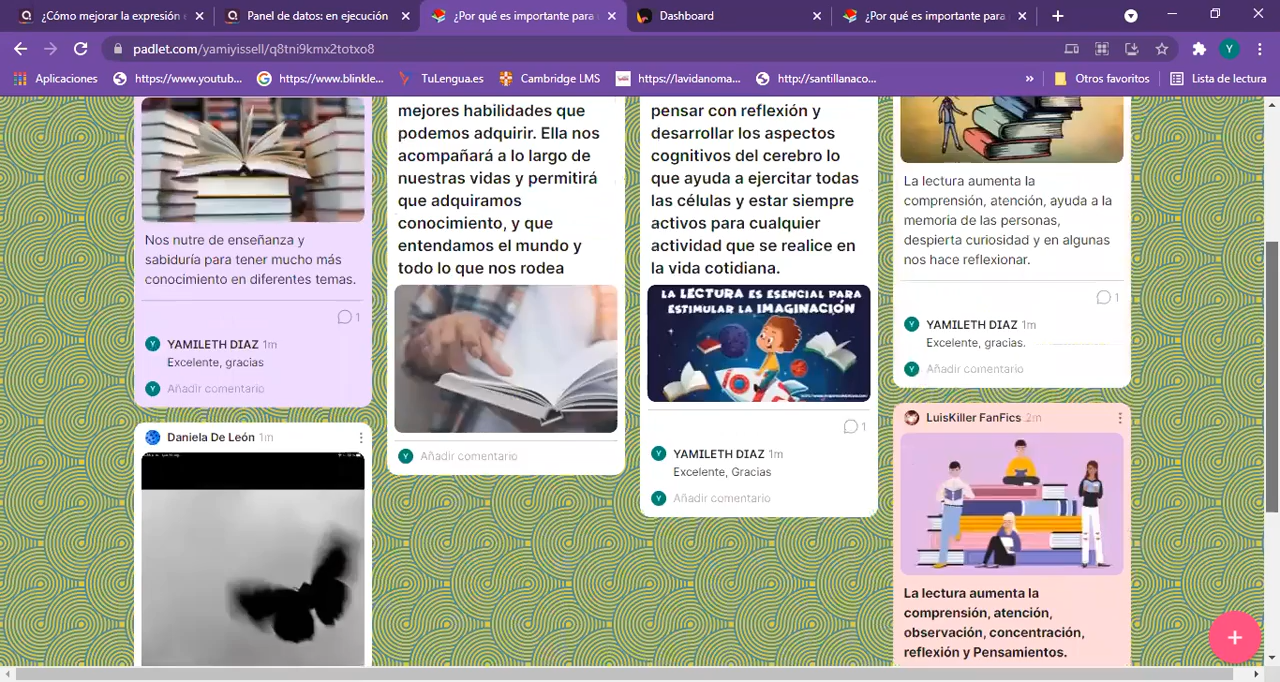 ¿Cómo mejorar la expresión
Panel de datos: en ejecución
¿Por qué es importante para
Dashboard
¿Por qué es importante para
padlet.com/yamiyissell/q8tni9kmx2totxo8
Y
Aplicaciones
https://www.youtub...
https://www.blinkle...
TuLengua.es
Cambridge LMS
https://lavidanoma...
http://santillanaco...
»
Otros favoritos
Lista de lectura
Nos nutre de enseñanza y
sabiduría para tener mucho más
conocimiento en diferentes temas.
1
Y YAMILETH DIAZ 1m
Excelente, gracias
Y Añadir comentario
Daniela De León 1m
mejores habilidades que
podemos adquirir. Ella nos
acompañará a lo largo de
nuestras vidas y permitirá
que adquiramos
conocimiento, y que
entendamos el mundo y
todo lo que nos rodea
Y Añadir comentario
pensar con reflexión y
desarrollar los aspectos
cognitivos del cerebro lo
que ayuda a ejercitar todas
las células y estar siempre
activos para cualquier
actividad que se realice en
la vida cotidiana.
LA LECTURA ES ESENCIAL PARA
ESTIMULAR LA IMAGINACIÓN
1
Y YAMILETH DIAZ 1m
Excelente, Gracias
Y Añadir comentario
La lectura aumenta la
comprensión, atención, ayuda a la
memoria de las personas,
despierta curiosidad y en algunas
nos hace reflexionar.
1
Y YAMILETH DIAZ 1m
Excelente, gracias.
Y Añadir comentario
LuisKiller FanFics 2m
La lectura aumenta la
comprensión, atención,
observación, concentración,
reflexión y Pensamientos.